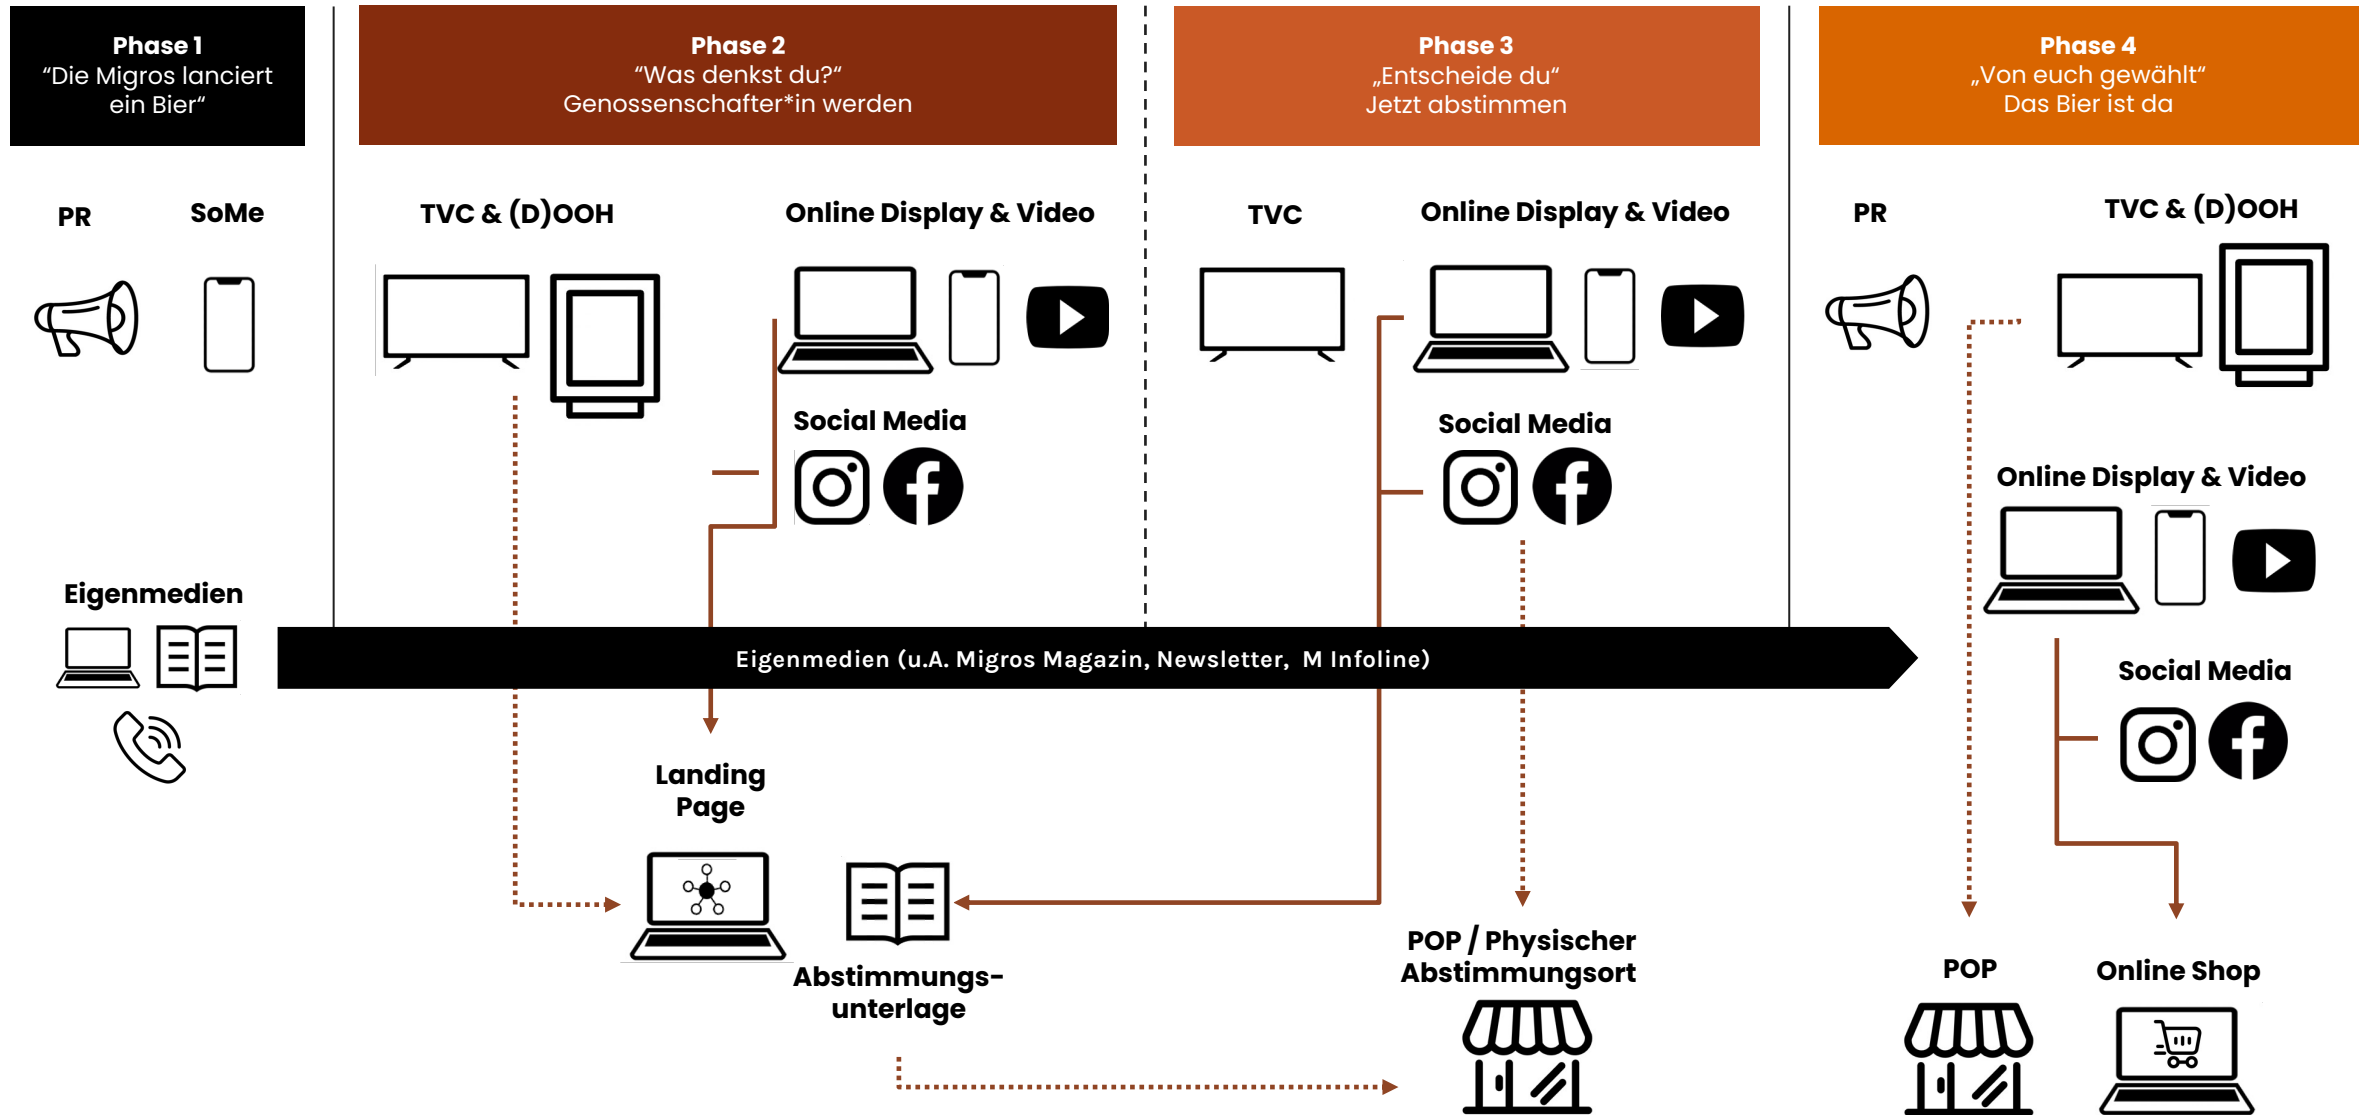 Phase 1
“Die Migros lanciert
ein Bier“
Phase 2
“Was denkst du?“
Genossenschafter*in werden
Phase 3
„Entscheide du“
Jetzt abstimmen
Phase 4
„Von euch gewählt“
Das Bier ist da
PR
SoMe
TVC & (D)OOH
Online Display & Video
TVC
Online Display & Video
PR
TVC & (D)OOH
Social Media
Social Media
Online Display & Video
Eigenmedien
Eigenmedien (u.A. Migros Magazin, Newsletter, M Infoline)
Social Media
Landing
Page
Abstimmungs-
unterlage
POP / Physischer
Abstimmungsort
POP
Online Shop